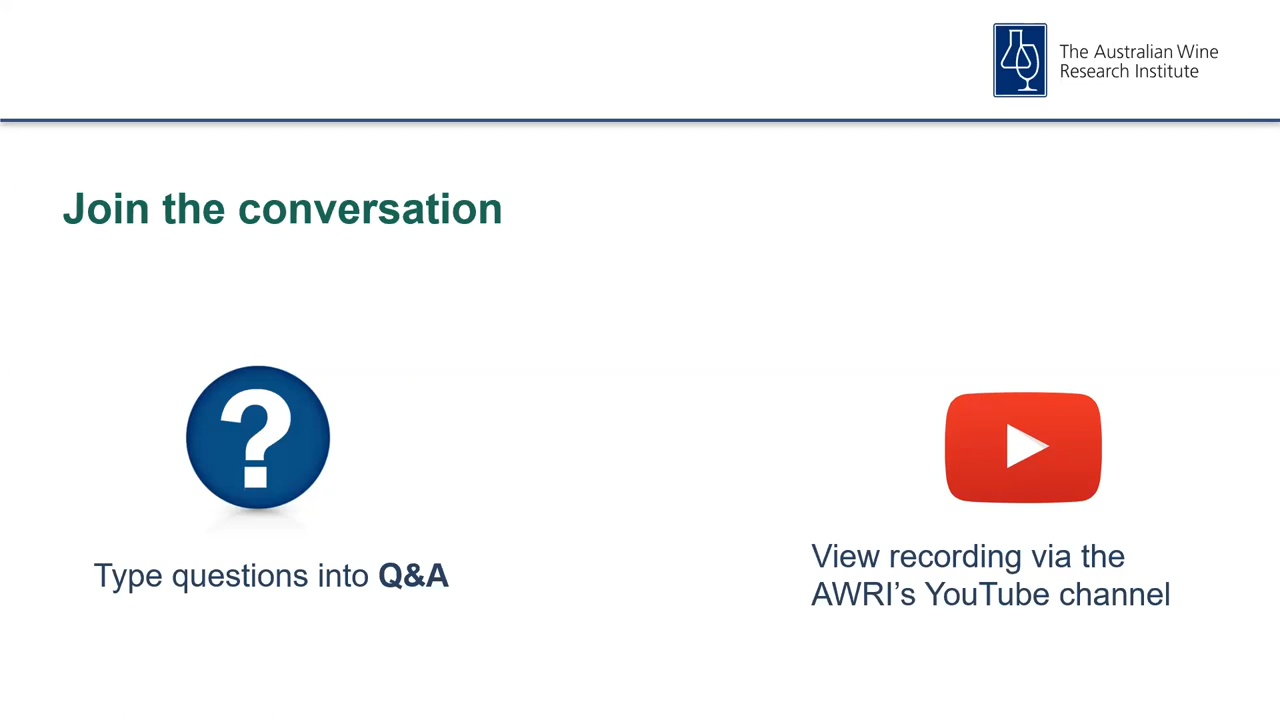 The Australian Wine
Research Institute
Join the conversation
?
Type questions into Q&A
View recording via the
AWRI’s YouTube channel